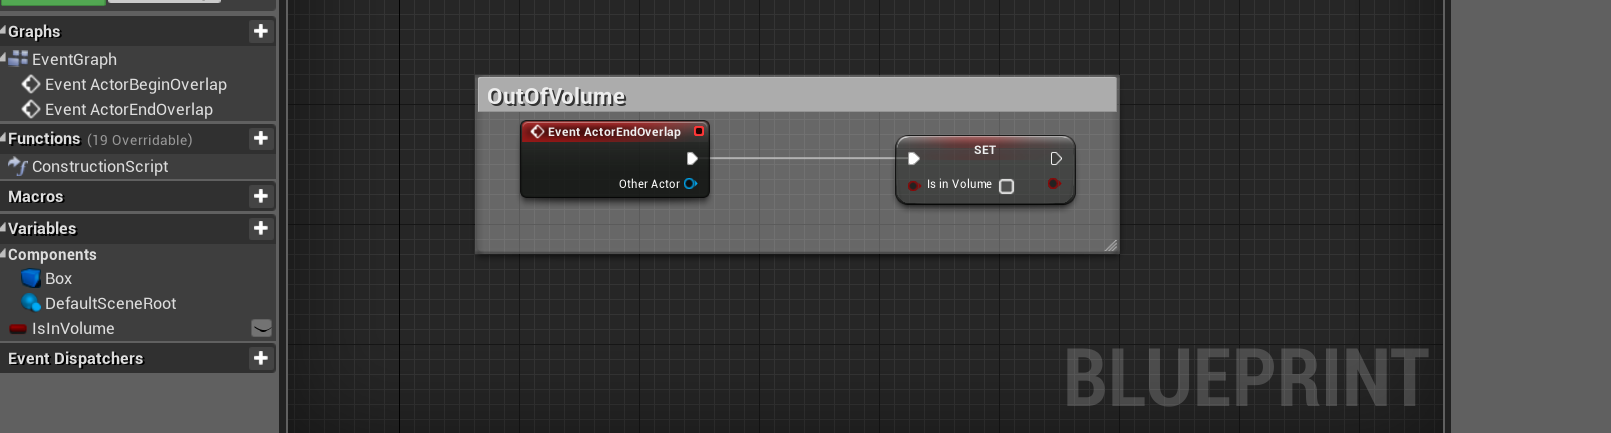 Graphs
EventGraph
Event ActorBeginOverlap
Event ActorEndOverlap
Functions (19 Overridable)
ConstructionScript
Macros
Variables
Components
Box
DefaultSceneRoot
IsInVolume
Event Dispatchers
OutOfVolume
Event ActorEndOverlap
Other Actor
SET
Is in Volume
BLUEPRINT